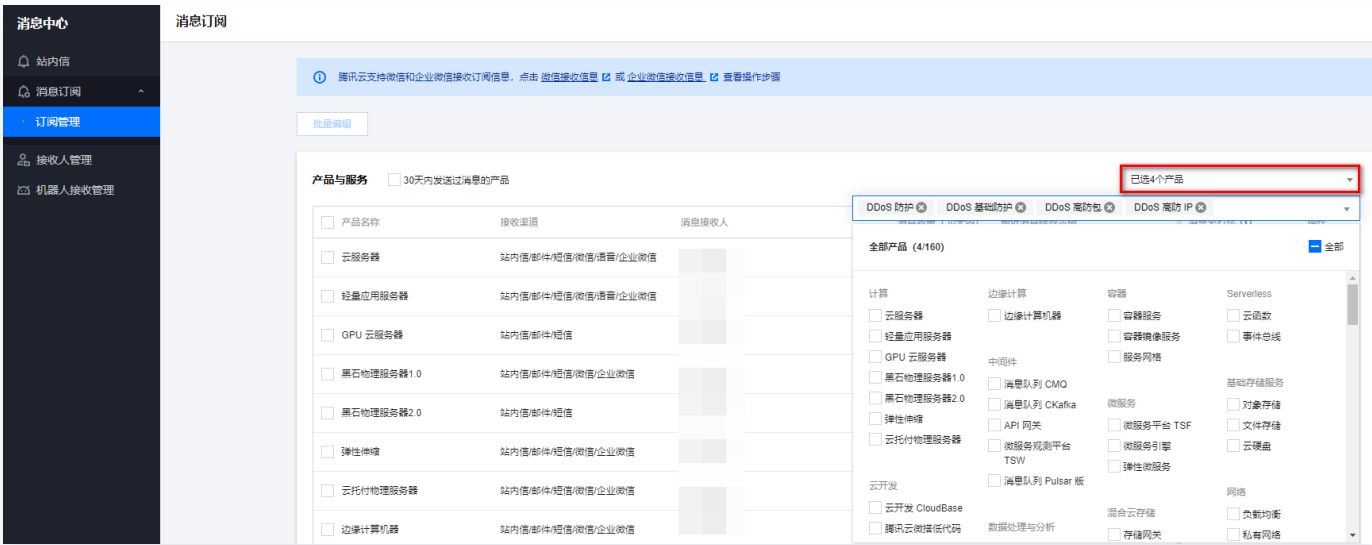 消息中心
站内信
消息订阅
订阅管理
接收人管理
机器人接收管理
消息订阅
腾讯云支持微信和企业微信接收订阅信息，点击 微信接收信息 或 企业微信接收信息 查看操作步骤
批量编辑
产品与服务 30天内发送过消息的产品
已选4个产品
产品名称 接收渠道 消息接收人
云服务器 站内信/邮件/短信/微信/语音/企业微信
轻量应用服务器 站内信/邮件/短信/微信/语音/企业微信
GPU 云服务器 站内信/邮件/短信
黑石物理服务器1.0 站内信/邮件/短信/微信/企业微信
黑石物理服务器2.0 站内信/邮件/短信
弹性伸缩 站内信/邮件/短信/微信/企业微信
云托付物理服务器 站内信/邮件/短信/微信/企业微信
边缘计算机器 站内信/邮件/短信/微信/企业微信
DDoS 防护 DDoS 基础防护 DDoS 高防包 DDoS 高防 IP
全部产品 (4/160) 全部
计算
云服务器
轻量应用服务器
GPU 云服务器
黑石物理服务器1.0
黑石物理服务器2.0
弹性伸缩
云托付物理服务器
云开发
云开发 CloudBase
腾讯云微搭低代码
边缘计算
边缘计算机器
中间件
消息队列 CMQ
消息队列 CKafka
API 网关
微服务观测平台
TSW
消息队列 Pulsar 版
数据处理与分析
容器
容器服务
容器镜像服务
服务网格
微服务
微服务平台 TSF
微服务引擎
弹性微服务
混合云存储
存储网关
Serverless
云函数
事件总线
基础存储服务
对象存储
文件存储
云硬盘
网络
负载均衡
私有网络